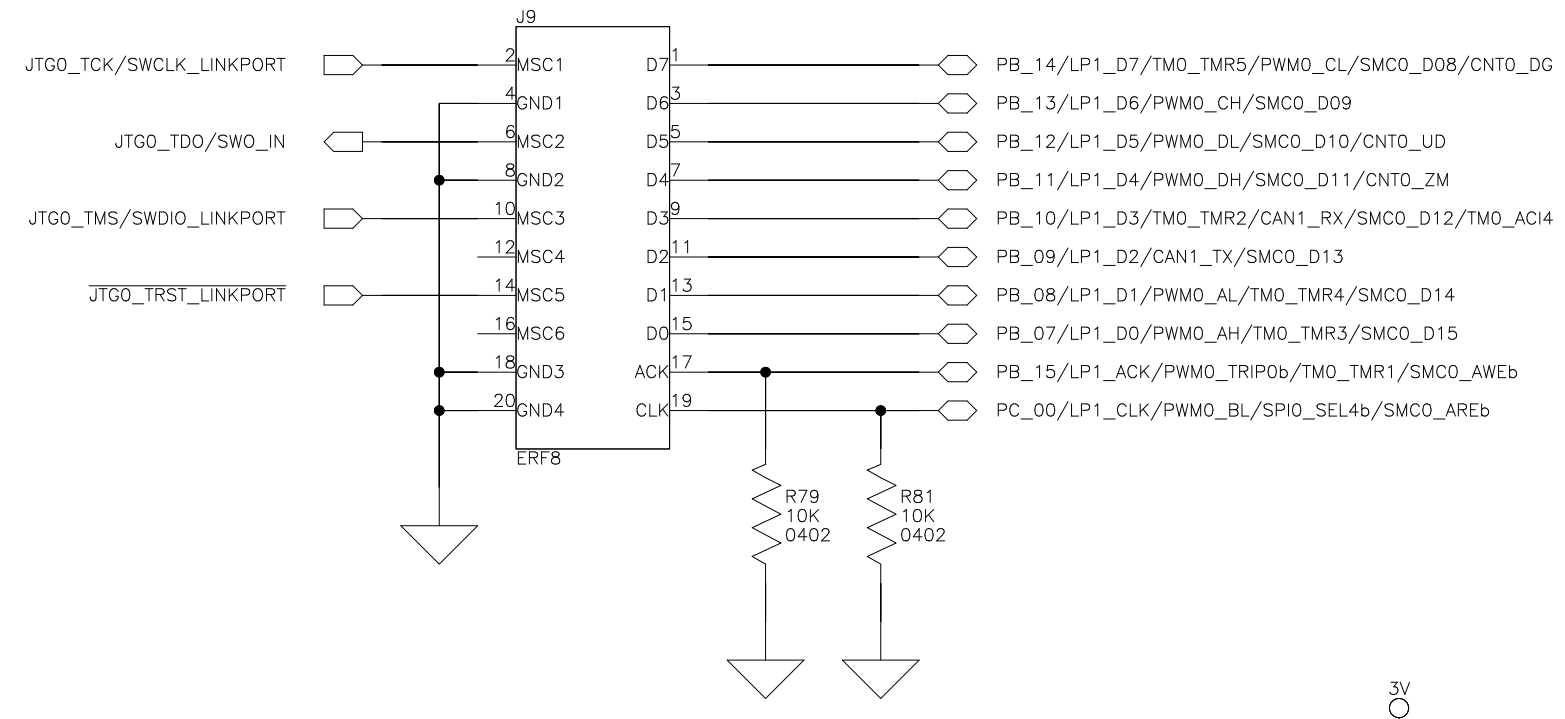 J9
JTG0_TCK/SWCLK_LINKPORT 2 MSC1 D7 1 PB_14/LP1_D7/TM0_TMR5/PWM0_CL/SMC0_D08/CNT0_DG
4 GND1 D6 3 PB_13/LP1_D6/PWM0_CH/SMC0_D09
JTG0_TDO/SWO_IN 6 MSC2 D5 5 PB_12/LP1_D5/PWM0_DL/SMC0_D10/CNT0_UD
8 GND2 D4 7 PB_11/LP1_D4/PWM0_DH/SMC0_D11/CNT0_ZM
JTG0_TMS/SWDIO_LINKPORT 10 MSC3 D3 9 PB_10/LP1_D3/TM0_TMR2/CAN1_RX/SMC0_D12/TM0_ACI4
12 MSC4 D2 11 PB_09/LP1_D2/CAN1_TX/SMC0_D13
JTG0_TRST_LINKPORT 14 MSC5 D1 13 PB_08/LP1_D1/PWM0_AL/TM0_TMR4/SMC0_D14
16 MSC6 D0 15 PB_07/LP1_D0/PWM0_AH/TM0_TMR3/SMC0_D15
18 GND3 ACK 17 PB_15/LP1_ACK/PWM0_TRIP0b/TM0_TMR1/SMC0_AWEb
20 GND4 CLK 19 PC_00/LP1_CLK/PWM0_BL/SPI0_SEL4b/SMC0_AREb
ERF8
R79 R81
10K 10K
0402 0402
3V